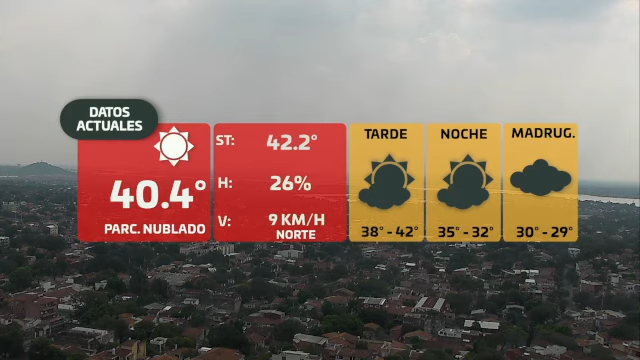 DATOS
ACTUALES
40.4°
PARC. NUBLADO
ST: 42.2°
H: 26%
V: 9 KM/H
NORTE
TARDE
38° - 42°
NOCHE
35° - 32°
MADRUG.
30° - 29°